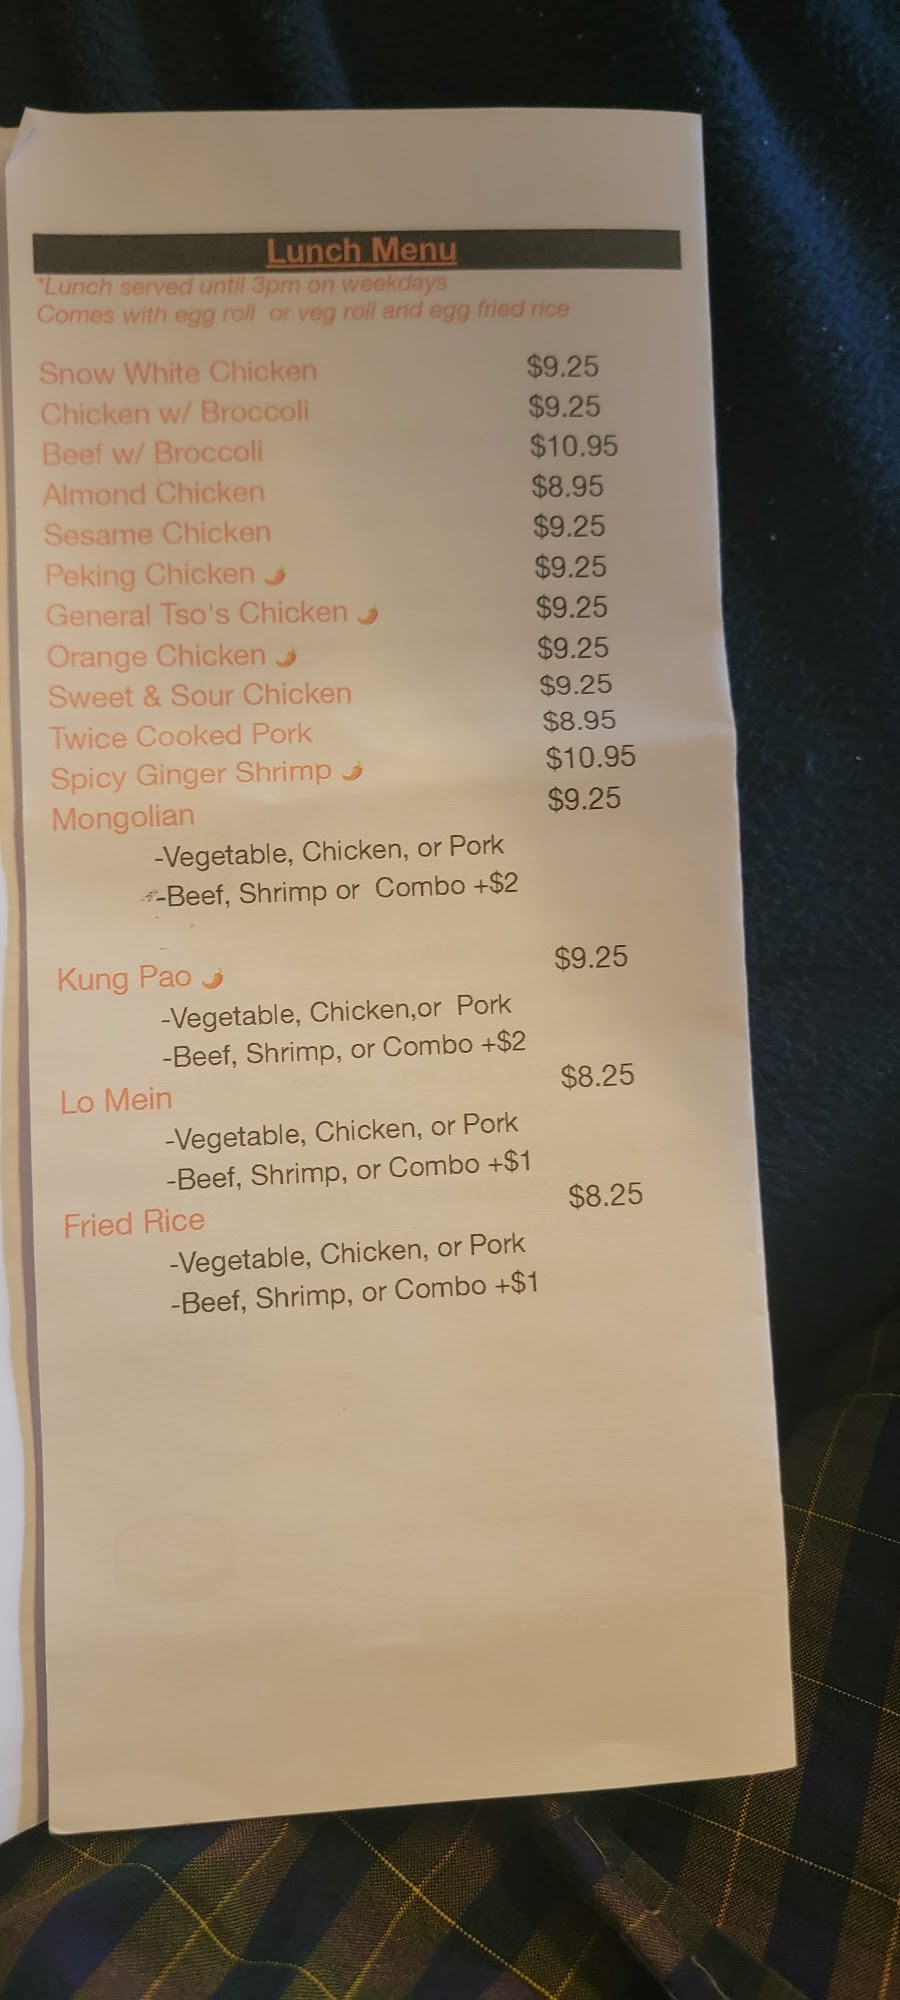 Lunch Menu
*Lunch served until 3pm on weekdays
Comes with egg roll or veg roll and egg fried rice
Snow White Chicken $9.25
Chicken w/ Broccoli $9.25
Beef w/ Broccoli $10.95
Almond Chicken $8.95
Sesame Chicken $9.25
Peking Chicken $9.25
General Tso's Chicken $9.25
Orange Chicken $9.25
Sweet & Sour Chicken $9.25
Twice Cooked Pork $8.95
Spicy Ginger Shrimp $10.95
Mongolian $9.25
-Vegetable, Chicken, or Pork
-Beef, Shrimp or Combo +$2
Kung Pao $9.25
-Vegetable, Chicken,or Pork
-Beef, Shrimp, or Combo +$2
Lo Mein $8.25
-Vegetable, Chicken, or Pork
-Beef, Shrimp, or Combo +$1
Fried Rice $8.25
-Vegetable, Chicken, or Pork
-Beef, Shrimp, or Combo +$1